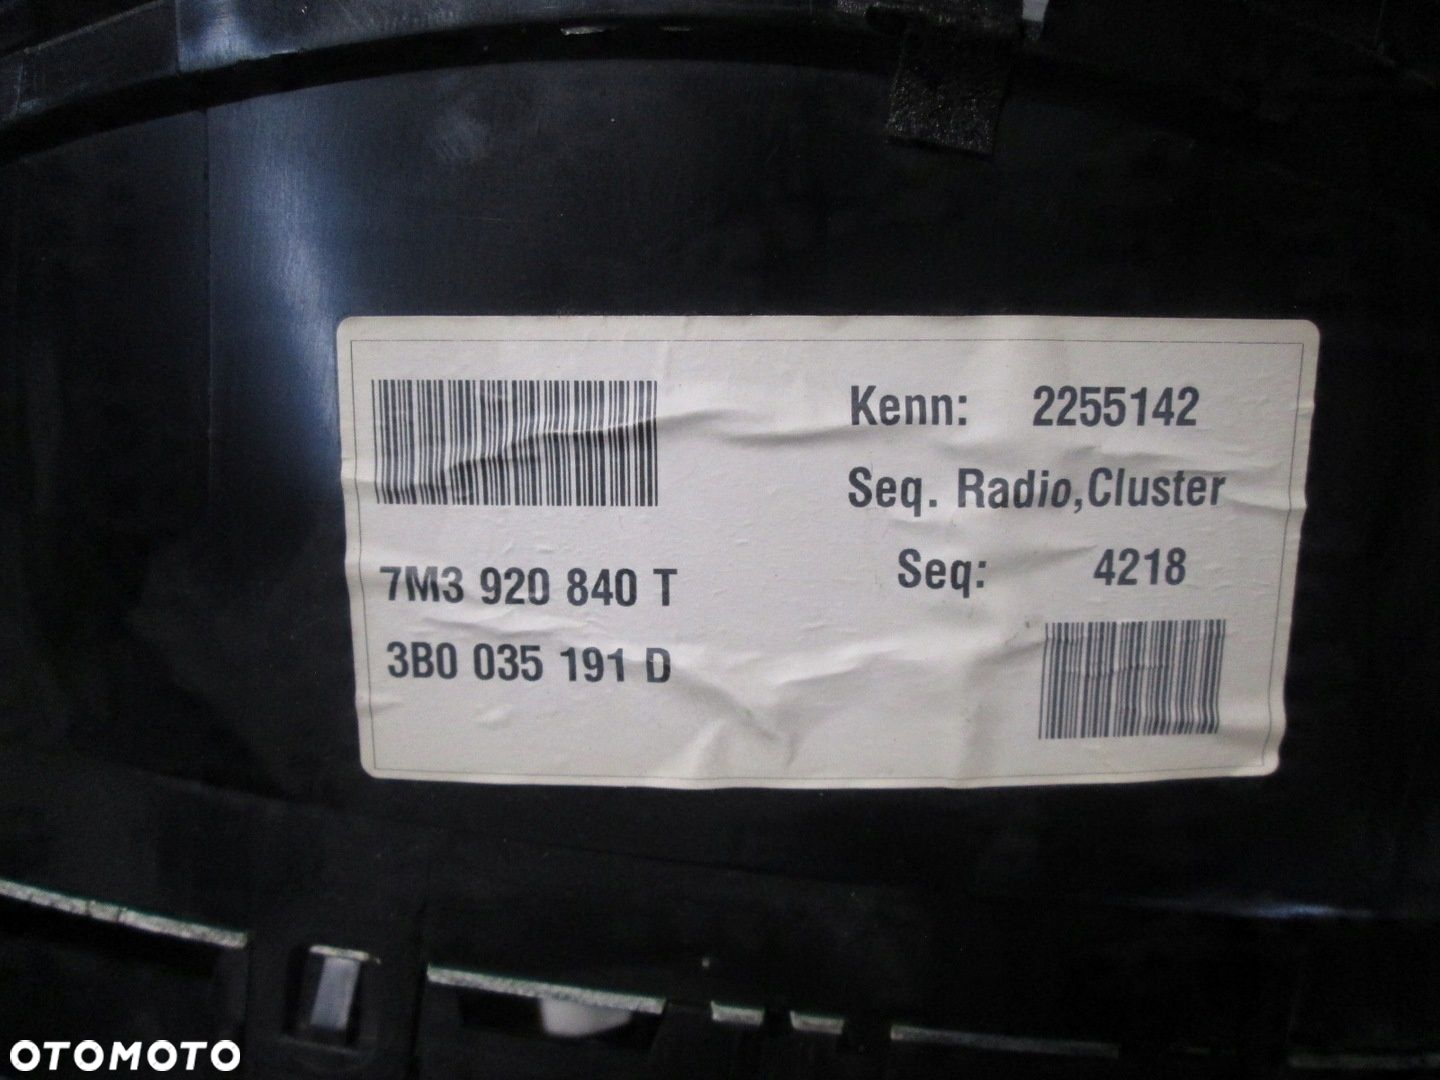 Kenn: 2255142
Seq. Radio,Cluster
Seq: 4218
7M3 920 840 T
3B0 035 191 D
OTOMOTO